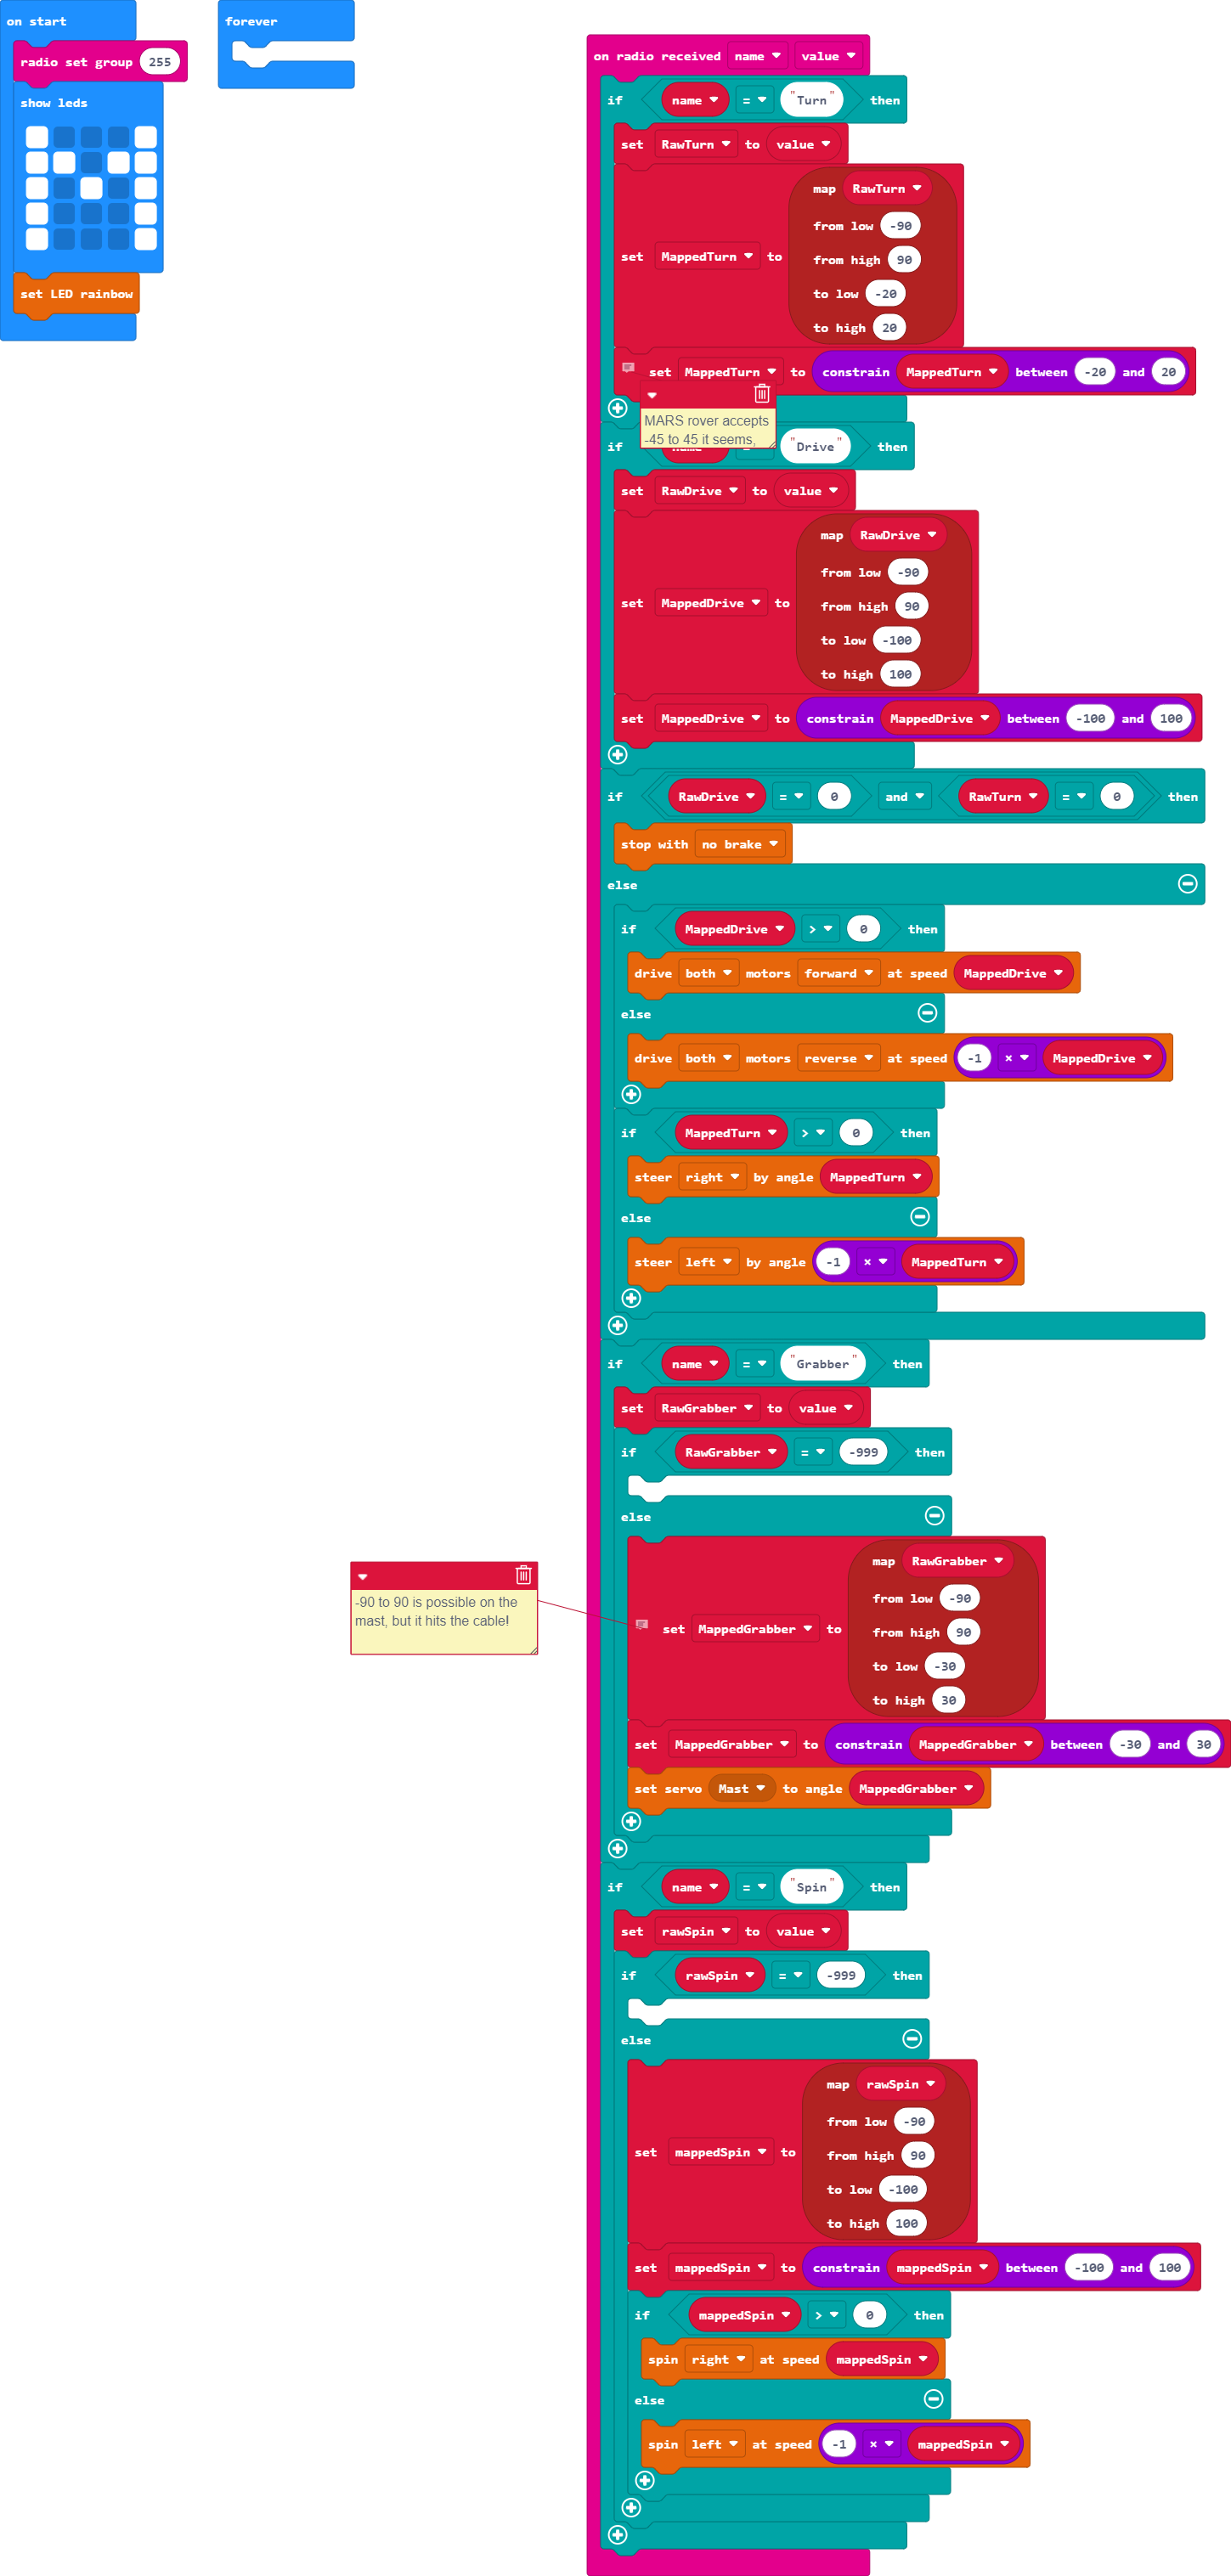 on start
radio set group 255
show leds
set LED rainbow
forever
on radio received name value
if name = "Turn" then
set RawTurn to value
set MappedTurn to map RawTurn
from low -90
from high 90
to low -20
to high 20
set MappedTurn to constrain MappedTurn between -20 and 20
MARS rover accepts
-45 to 45 it seems,
if name = "Drive" then
set RawDrive to value
set MappedDrive to map RawDrive
from low -90
from high 90
to low -100
to high 100
set MappedDrive to constrain MappedDrive between -100 and 100
if RawDrive = 0 and RawTurn = 0 then
stop with no brake
else
if MappedDrive > 0 then
drive both motors forward at speed MappedDrive
else
drive both motors reverse at speed -1 × MappedDrive
if MappedTurn > 0 then
steer right by angle MappedTurn
else
steer left by angle -1 × MappedTurn
if name = "Grabber" then
set RawGrabber to value
if RawGrabber = -999 then
else
-90 to 90 is possible on the
mast, but it hits the cable!
set MappedGrabber to map RawGrabber
from low -90
from high 90
to low -30
to high 30
set MappedGrabber to constrain MappedGrabber between -30 and 30
set servo Mast to angle MappedGrabber
if name = "Spin" then
set rawSpin to value
if rawSpin = -999 then
else
set mappedSpin to map rawSpin
from low -90
from high 90
to low -100
to high 100
set mappedSpin to constrain mappedSpin between -100 and 100
if mappedSpin > 0 then
spin right at speed mappedSpin
else
spin left at speed -1 × mappedSpin